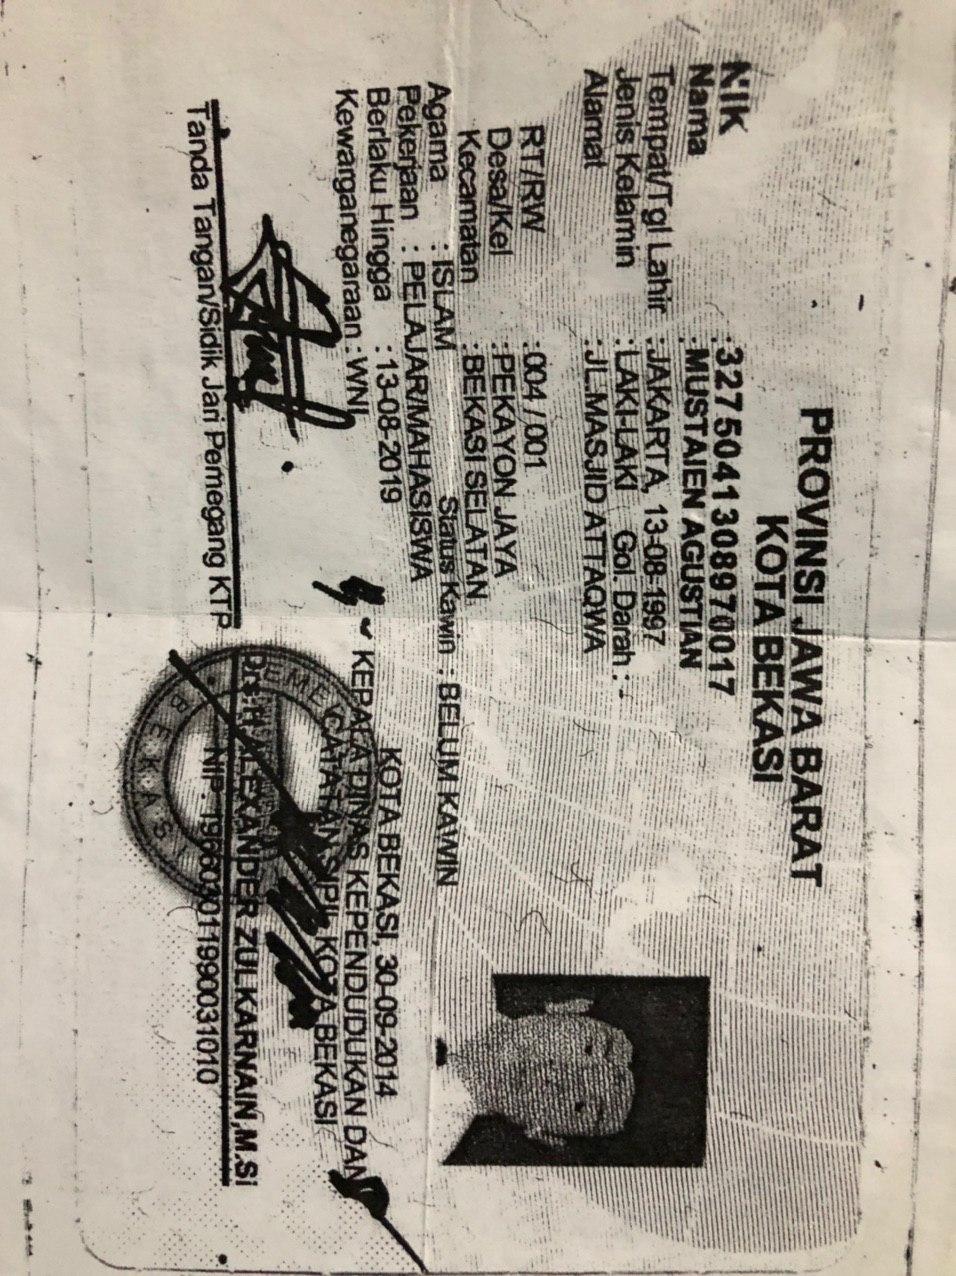 PROVINSI JAWA BARAT
KOTA BEKASI
NIK :3275041308970017
Nama :MUSTAIEN AGUSTIAN
Tempat/Tgl Lahir :JAKARTA, 13-08-1997
Jenis Kelamin :LAKI-LAKI Gol. Darah : -
Alamat :JL.MASJID ATTAQWA
RT/RW :004 / 001
Desa/Kel :PEKAYON JAYA
Kecamatan :BEKASI SELATAN
Agama : ISLAM Status Kawin : BELUM KAWIN
Pekerjaan : PELAJAR/MAHASISWA
Berlaku Hingga :13-08-2019
Kewarganegaraan :WNI
Tanda Tangan/Sidik Jari Pemegang KTP
KOTA BEKASI, 30-09-2014
KEPALA DINAS KEPENDUDUKAN DAN
CATATAN SIPIL KOTA BEKASI
Drs.H.ALEXANDER ZULKARNAIN,M.Si
NIP. 196603011990031010
BEKASI